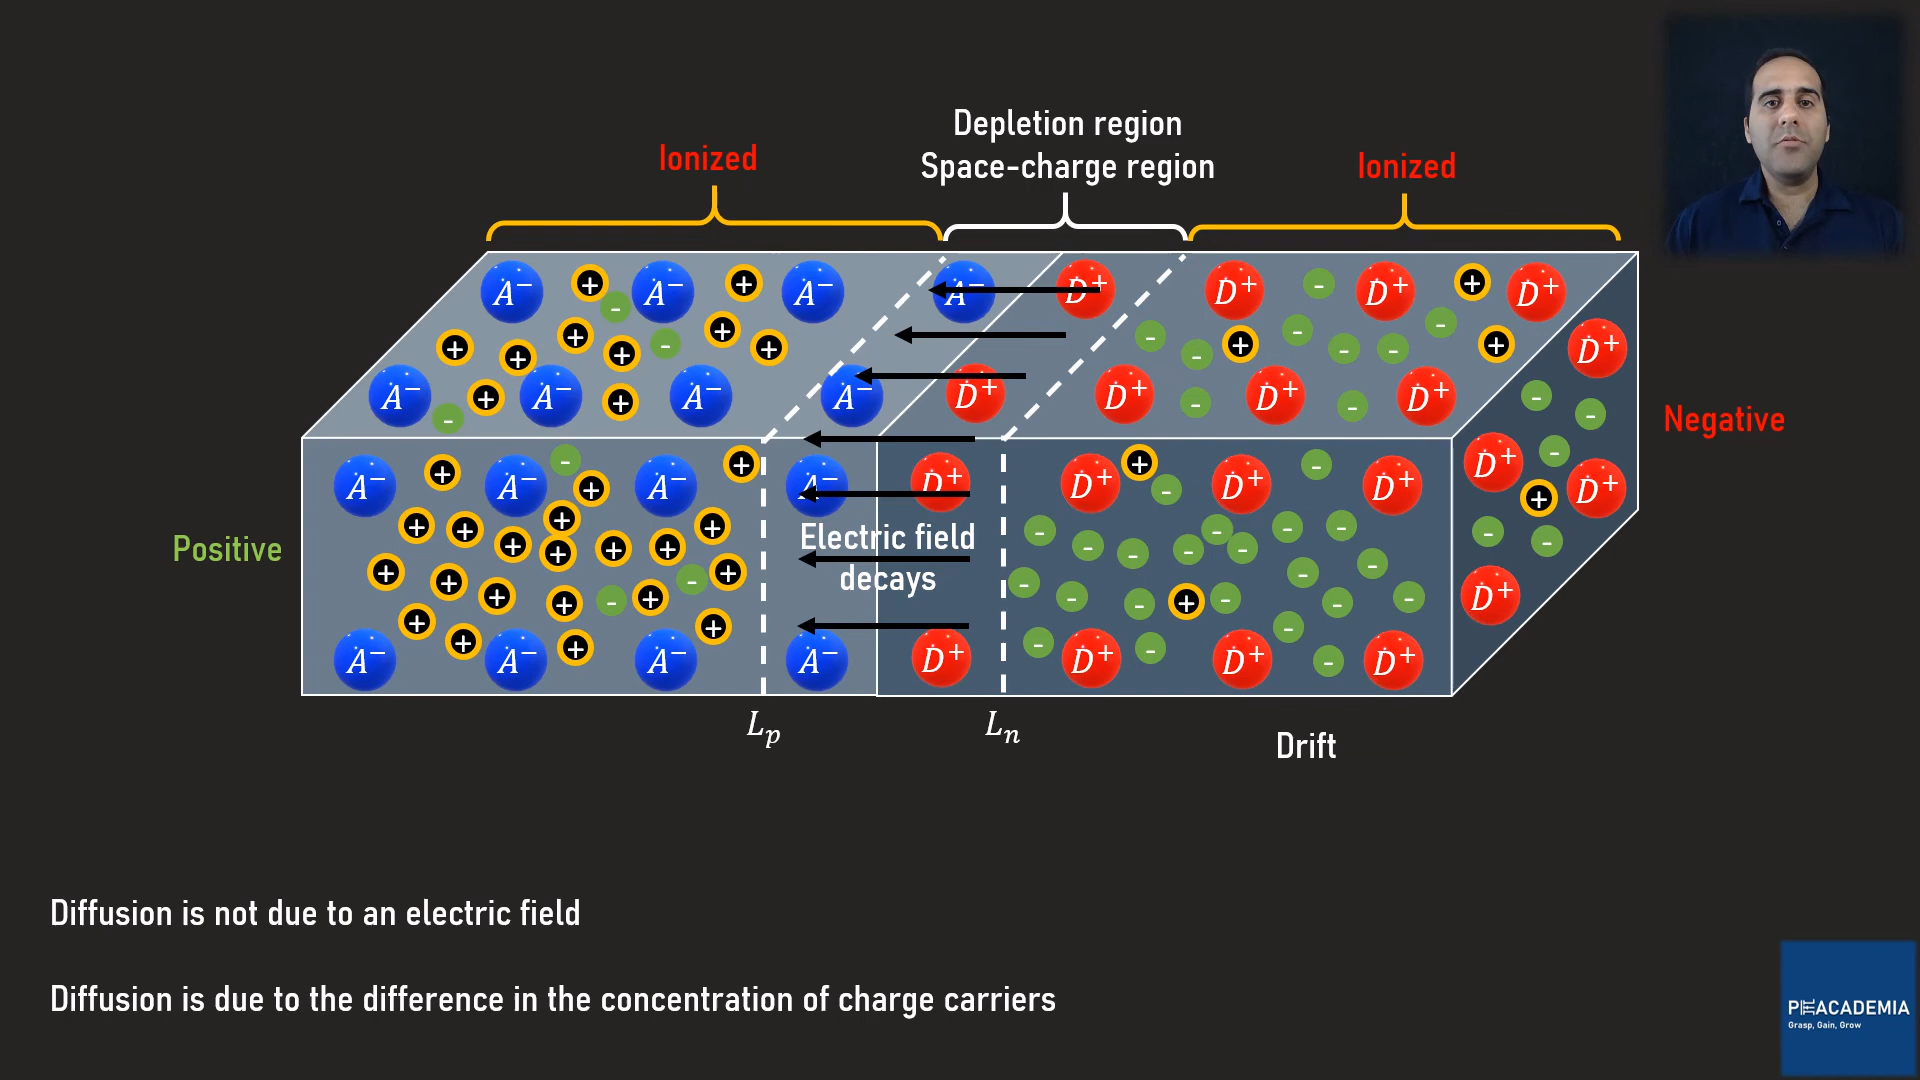 Depletion region
Space-charge region
Ionized
Ionized
A⁻ A⁻ A⁻ A⁻ D⁺ D⁺ D⁺ D⁺
D⁺
A⁻ A⁻ A⁻ A⁻ D⁺ D⁺ D⁺ D⁺
Negative
A⁻ A⁻ A⁻ A⁻ D⁺ D⁺ D⁺ D⁺ D⁺ D⁺
Positive
Electric field
decays
D⁺
A⁻ A⁻ A⁻ A⁻ D⁺ D⁺ D⁺ D⁺
Lₚ
Lₙ
Drift
Diffusion is not due to an electric field
Diffusion is due to the difference in the concentration of charge carriers
ACADEMIA
Grasp, Gain, Grow